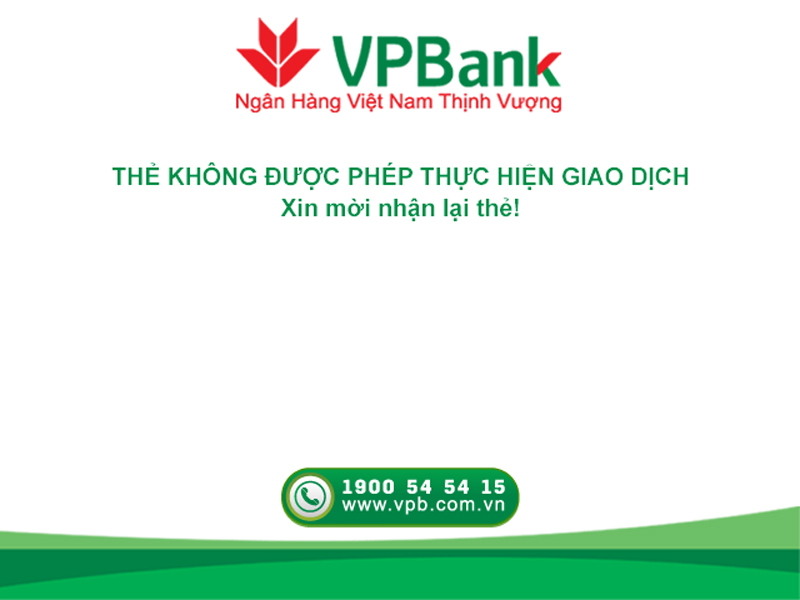 VPBank
Ngân Hàng Việt Nam Thịnh Vượng
THẺ KHÔNG ĐƯỢC PHÉP THỰC HIỆN GIAO DỊCH
Xin mời nhận lại thẻ!
1900 54 54 15
www.vpb.com.vn